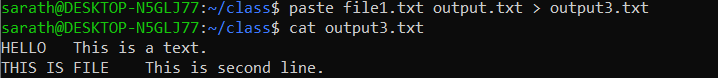 sarath@DESKTOP-N5GLJ77:~/class$ paste file1.txt output.txt > output3.txt
sarath@DESKTOP-N5GLJ77:~/class$ cat output3.txt
HELLO   This is a text.
THIS IS FILE    This is second line.